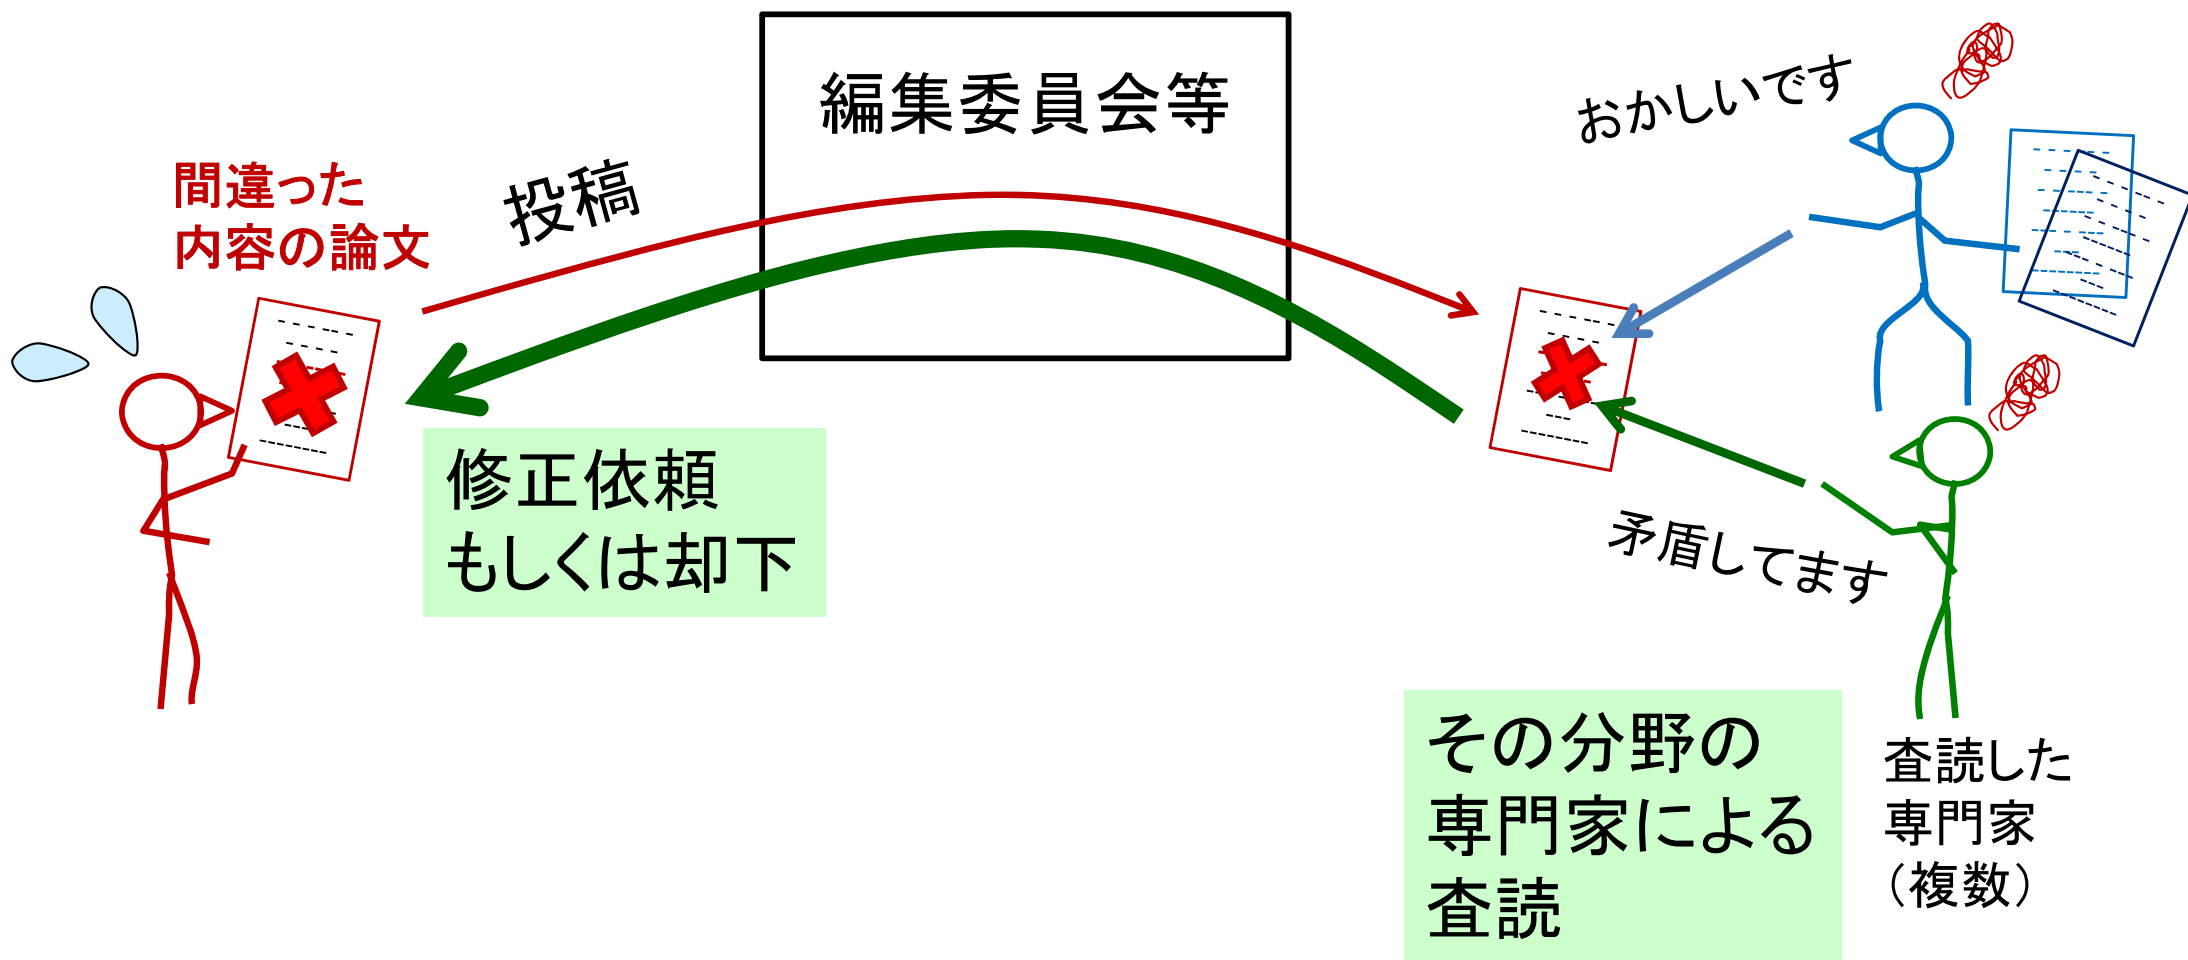 編集委員会等
おかしいです
間違った
内容の論文
投稿
修正依頼
もしくは却下
矛盾してます
その分野の
専門家による
査読
査読した
専門家
（複数）